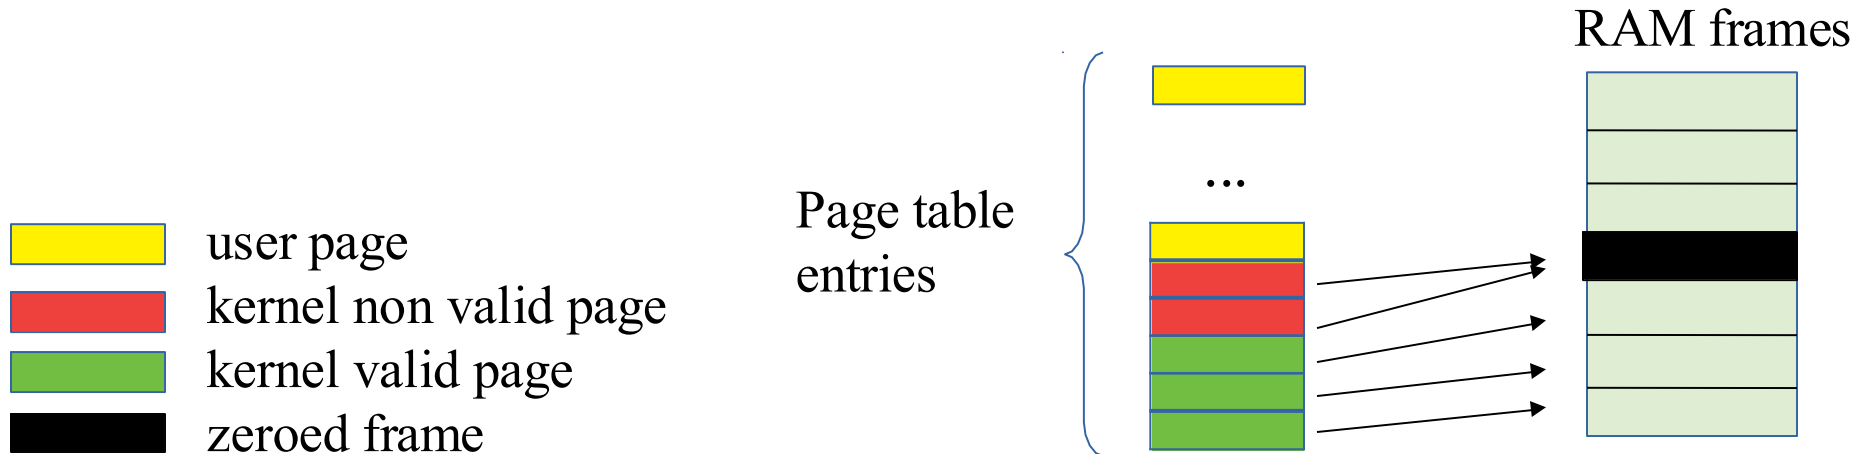 RAM frames
...
Page table
entries
user page
kernel non valid page
kernel valid page
zeroed frame